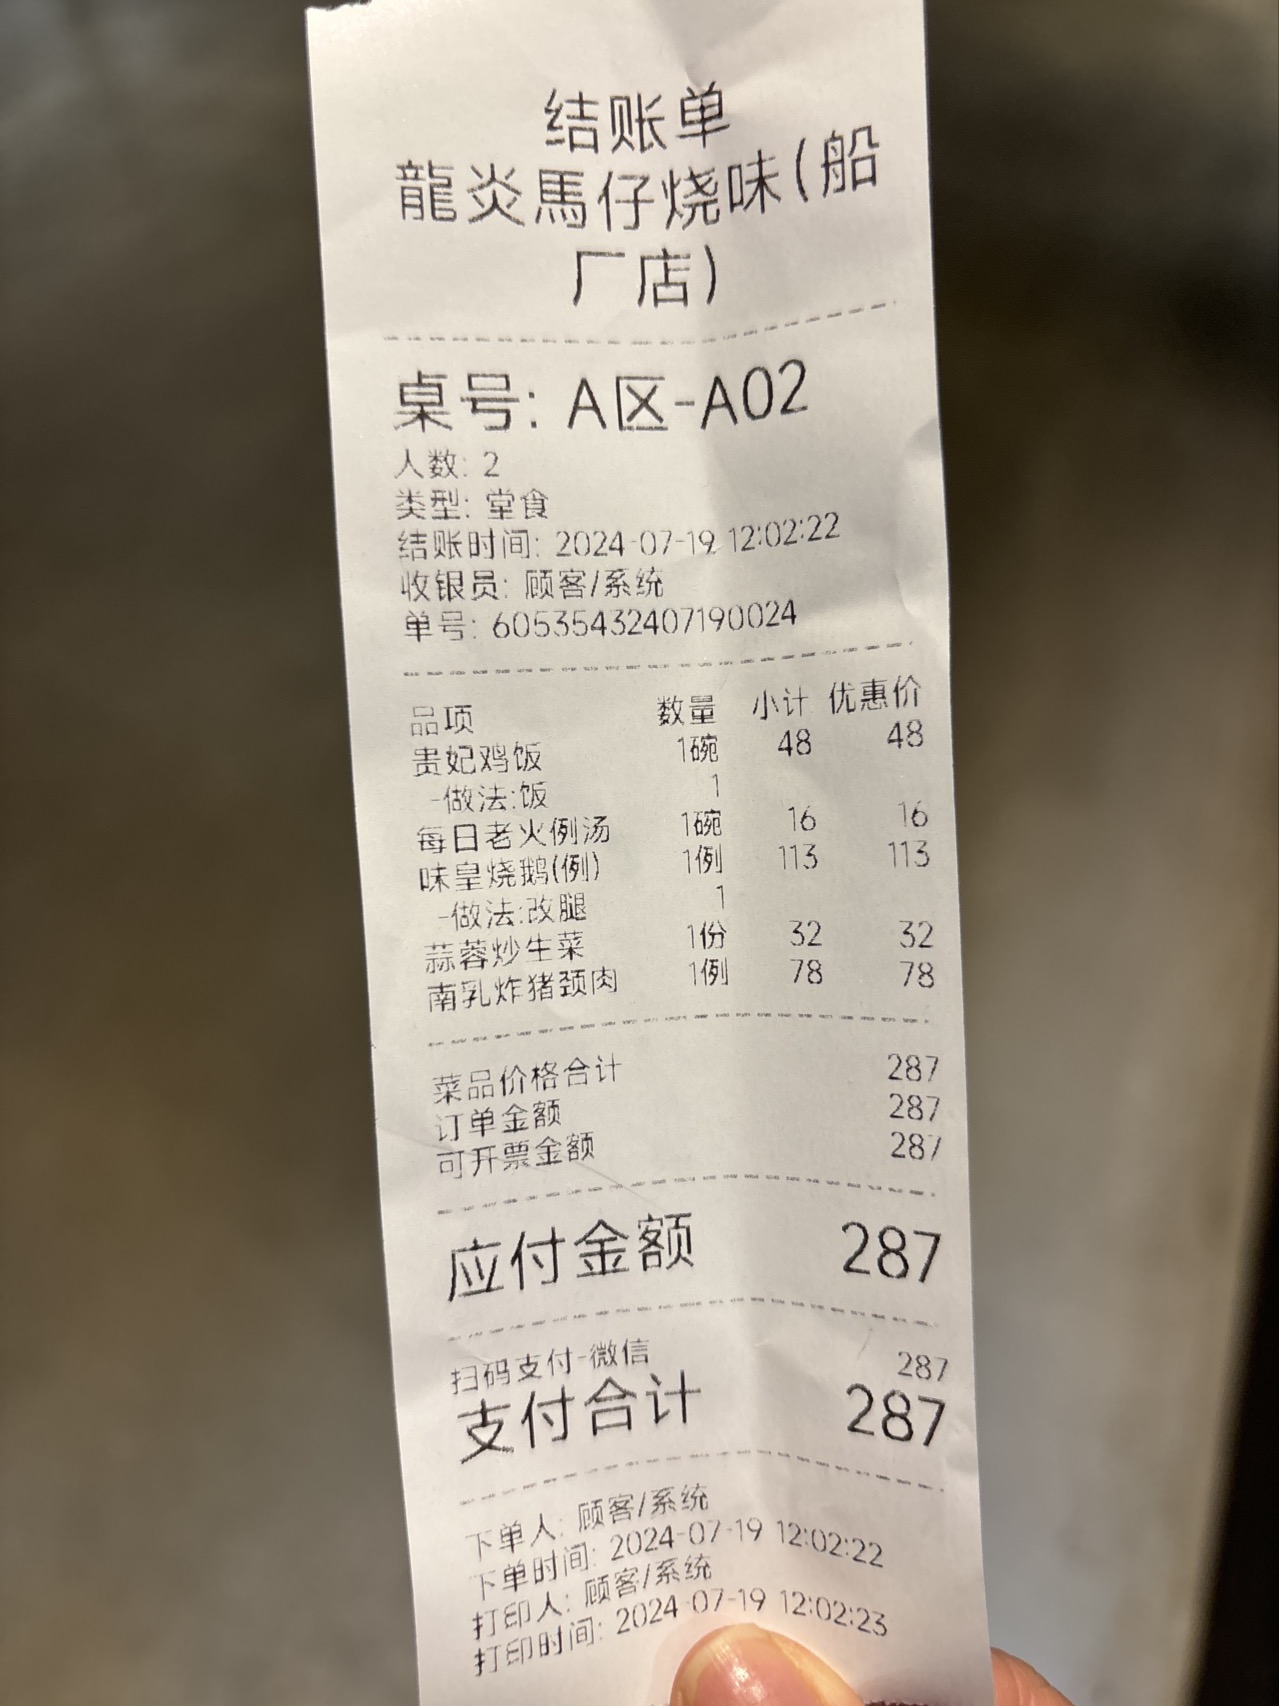 结账单
龍炎馬仔烧味(船
厂店)
桌号: A区-A02
人数: 2
类型: 堂食
结账时间: 2024-07-19 12:02:22
收银员: 顾客/系统
单号: 60535432407190024
品项 数量 小计 优惠价
贵妃鸡饭 1碗 48 48
-做法:饭 1
每日老火例汤 1碗 16 16
味皇烧鹅(例) 1例 113 113
-做法:改腿 1
蒜蓉炒生菜 1份 32 32
南乳炸猪颈肉 1例 78 78
菜品价格合计 287
订单金额 287
可开票金额 287
应付金额 287
扫码支付-微信 287
支付合计 287
下单人: 顾客/系统
下单时间: 2024-07-19 12:02:22
打印人: 顾客/系统
打印时间: 2024-07-19 12:02:23